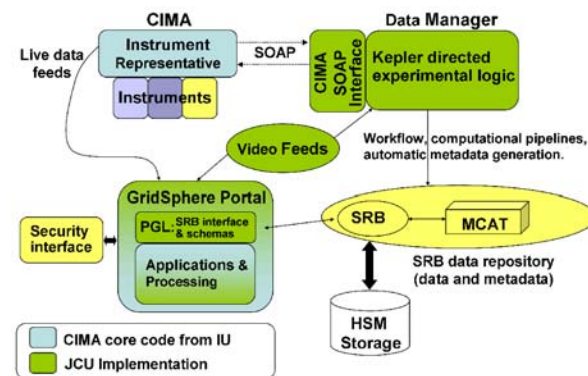 CIMA
Data Manager
Live data
feeds
Instrument
Representative
SOAP
CIMA
SOAP
Interface
Kepler directed
experimental logic
Instruments
Video Feeds
Workflow, computational pipelines,
automatic metadata generation.
GridSphere Portal
PGL: SRB interface
& schemas
Security
interface
Applications &
Processing
SRB
MCAT
SRB data repository
(data and metadata)
HSM
Storage
CIMA core code from IU
JCU Implementation